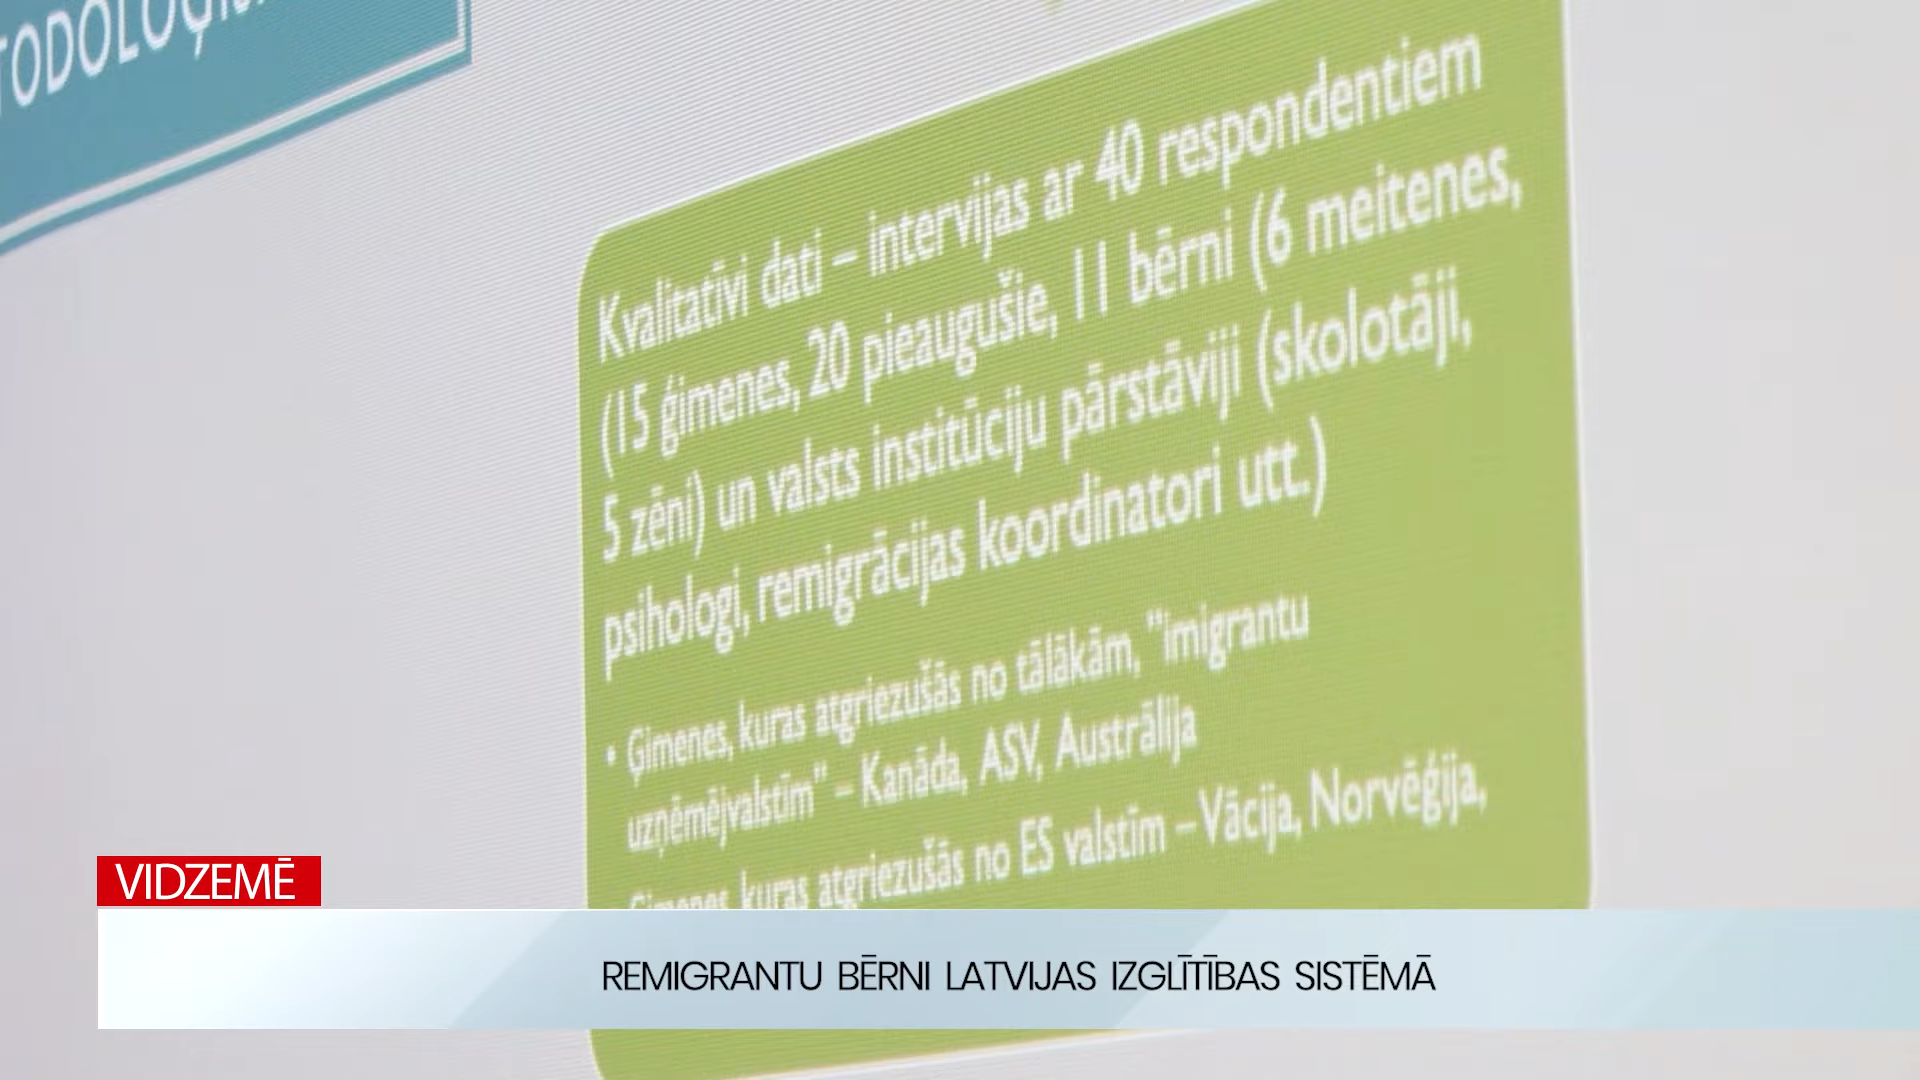 Kvalitatīvi dati – intervijas ar 40 respondentiem
(15 ģimenes, 20 pieaugušie, 11 bērni (6 meitenes,
5 zēni) un valsts institūciju pārstāvji (skolotāji,
psihologi, remigrācijas koordinatori utt.)
• Ģimenes, kuras atgriezušās no tālākām, "imigrantu
uzņēmējvalstīm" – Kanāda, ASV, Austrālija
Ģimenes, kuras atgriezušās no ES valstīm – Vācija, Norvēģija,
VIDZEMĒ
REMIGRANTU BĒRNI LATVIJAS IZGLĪTĪBAS SISTĒMĀ